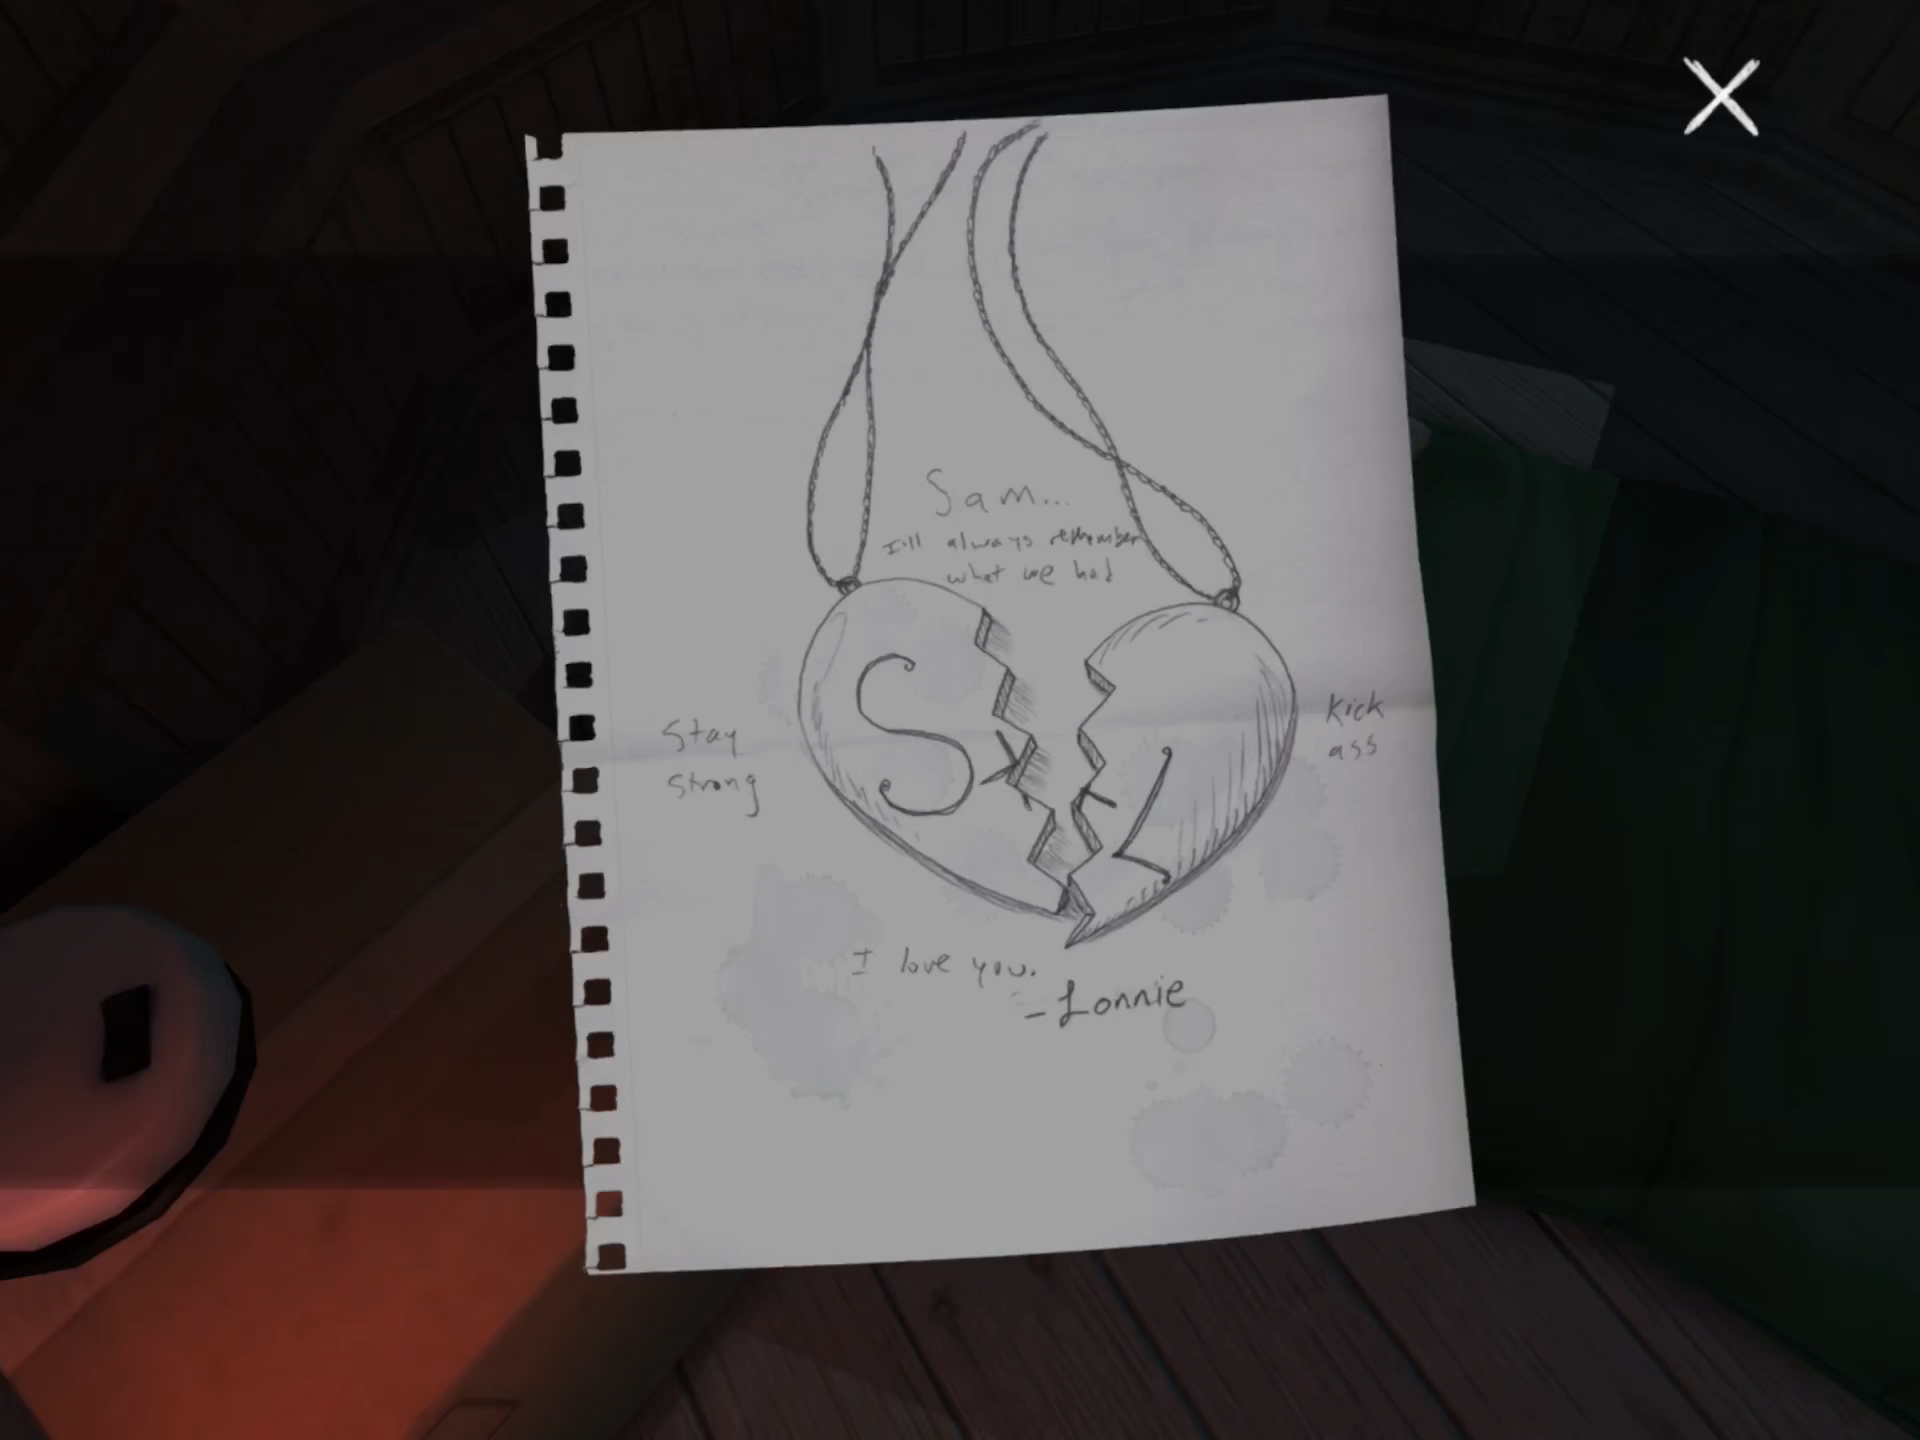 Sam...
I'll always remember
what we had
S + L
Stay
Strong
Kick
ass
I love you.
- Lonnie